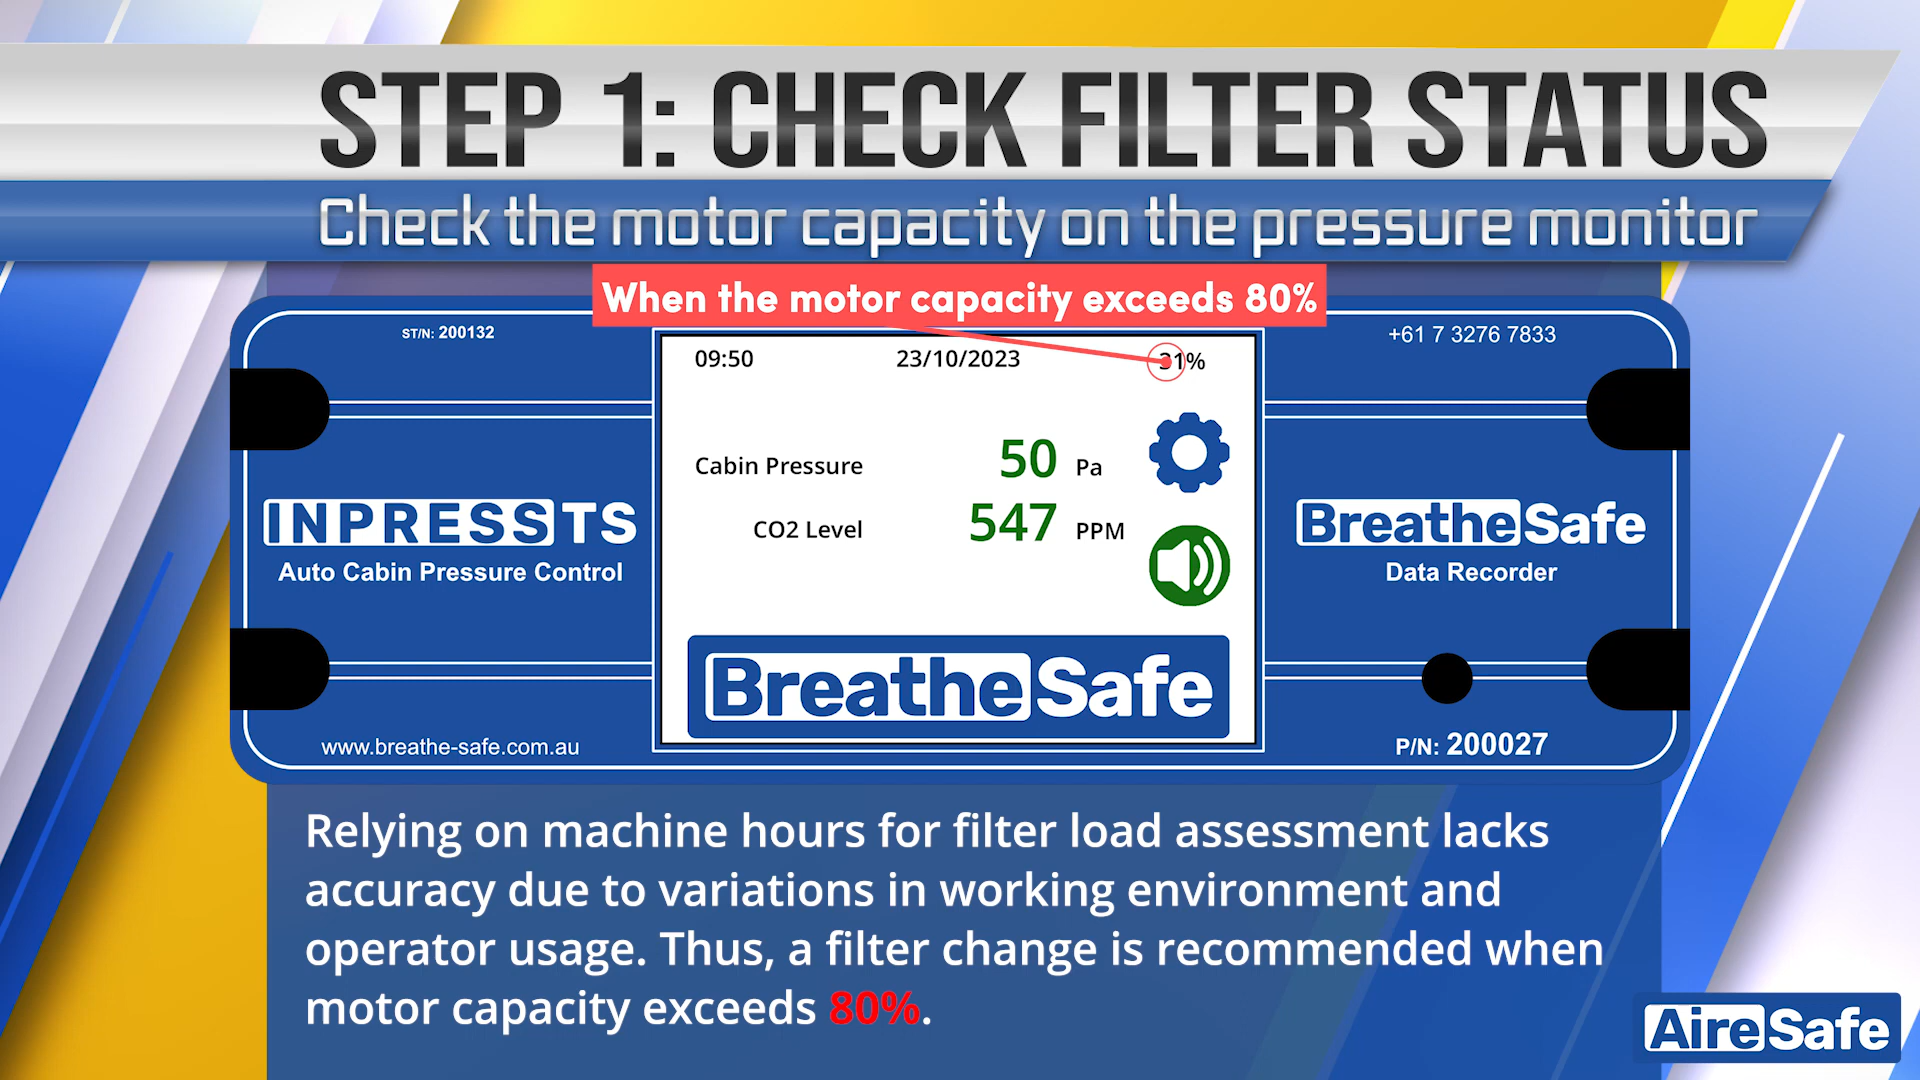 STEP 1: CHECK FILTER STATUS
Check the motor capacity on the pressure monitor
When the motor capacity exceeds 80%
ST/N: 200132
+61 7 3276 7833
09:50 23/10/2023 31%
Cabin Pressure 50 Pa
CO2 Level 547 PPM
INPRESSTS
Auto Cabin Pressure Control
BreatheSafe
Data Recorder
BreatheSafe
www.breathe-safe.com.au
P/N: 200027
Relying on machine hours for filter load assessment lacks
accuracy due to variations in working environment and
operator usage. Thus, a filter change is recommended when
motor capacity exceeds 80%.
AireSafe